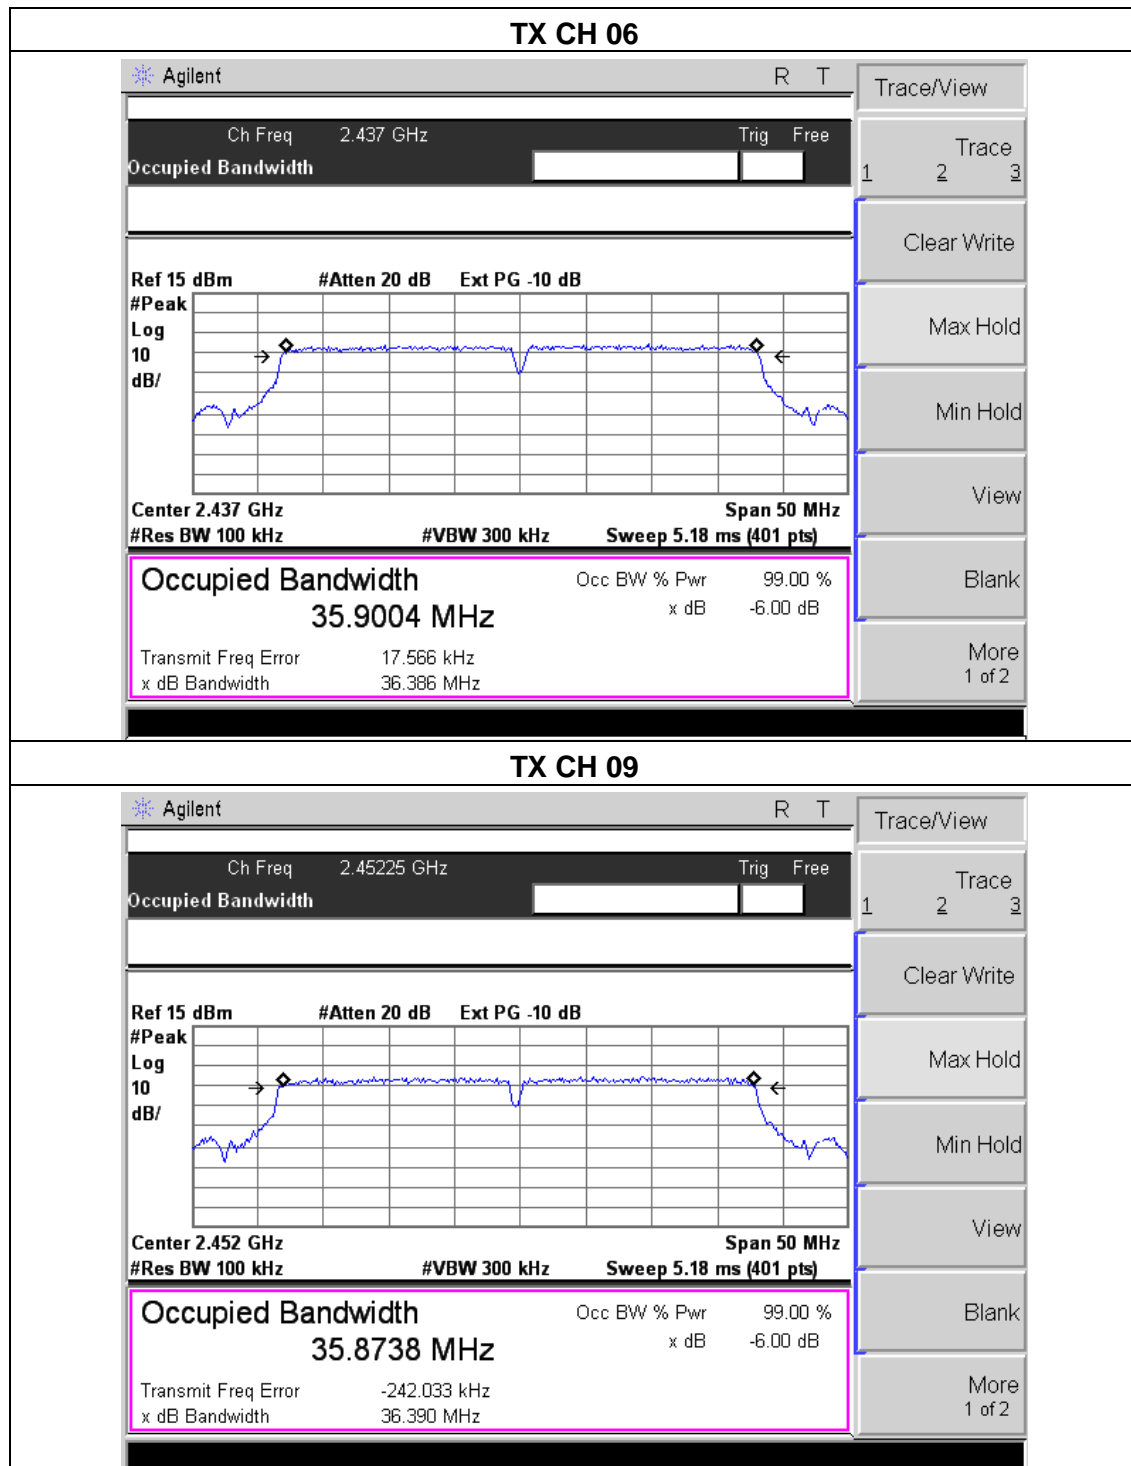 TX CH 06
Agilent R T
Trace/View
Ch Freq 2.437 GHz Trig Free
Occupied Bandwidth
Trace
1 2 3
Clear Write
Ref 15 dBm #Atten 20 dB Ext PG -10 dB
#Peak
Log
10
dB/
Max Hold
Min Hold
View
Center 2.437 GHz Span 50 MHz
#Res BW 100 kHz #VBW 300 kHz Sweep 5.18 ms (401 pts)
Occupied Bandwidth Occ BW % Pwr 99.00 %
35.9004 MHz x dB -6.00 dB
Blank
Transmit Freq Error 17.566 kHz
x dB Bandwidth 36.386 MHz
More
1 of 2
TX CH 09
Agilent R T
Trace/View
Ch Freq 2.45225 GHz Trig Free
Occupied Bandwidth
Trace
1 2 3
Clear Write
Ref 15 dBm #Atten 20 dB Ext PG -10 dB
#Peak
Log
10
dB/
Max Hold
Min Hold
View
Center 2.452 GHz Span 50 MHz
#Res BW 100 kHz #VBW 300 kHz Sweep 5.18 ms (401 pts)
Occupied Bandwidth Occ BW % Pwr 99.00 %
35.8738 MHz x dB -6.00 dB
Blank
Transmit Freq Error -242.033 kHz
x dB Bandwidth 36.390 MHz
More
1 of 2